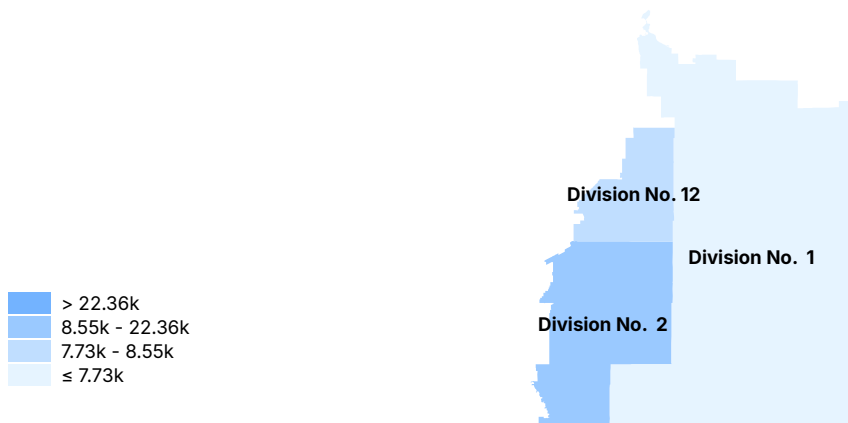 Division No. 12
Division No. 1
Division No. 2
> 22.36k
8.55k - 22.36k
7.73k - 8.55k
≤ 7.73k